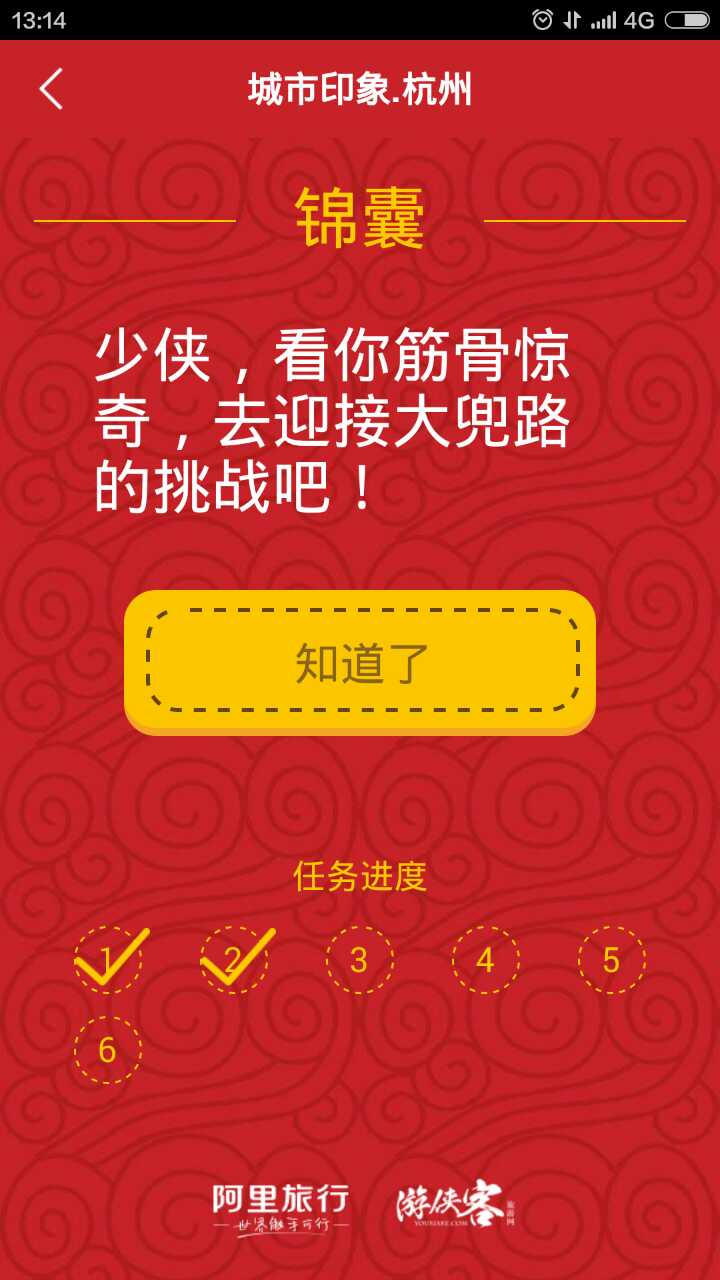 13:14
4G
城市印象.杭州
锦囊
少侠，看你筋骨惊
奇，去迎接大兜路
的挑战吧！
知道了
任务进度
1 2 3 4 5
6
阿里旅行 游侠客 旅游网
世界触手可行 YOUXIAKE.COM